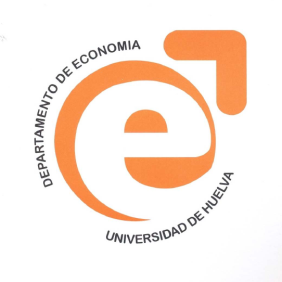 DEPARTAMENTO DE ECONOMIA
e
UNIVERSIDAD DE HUELVA